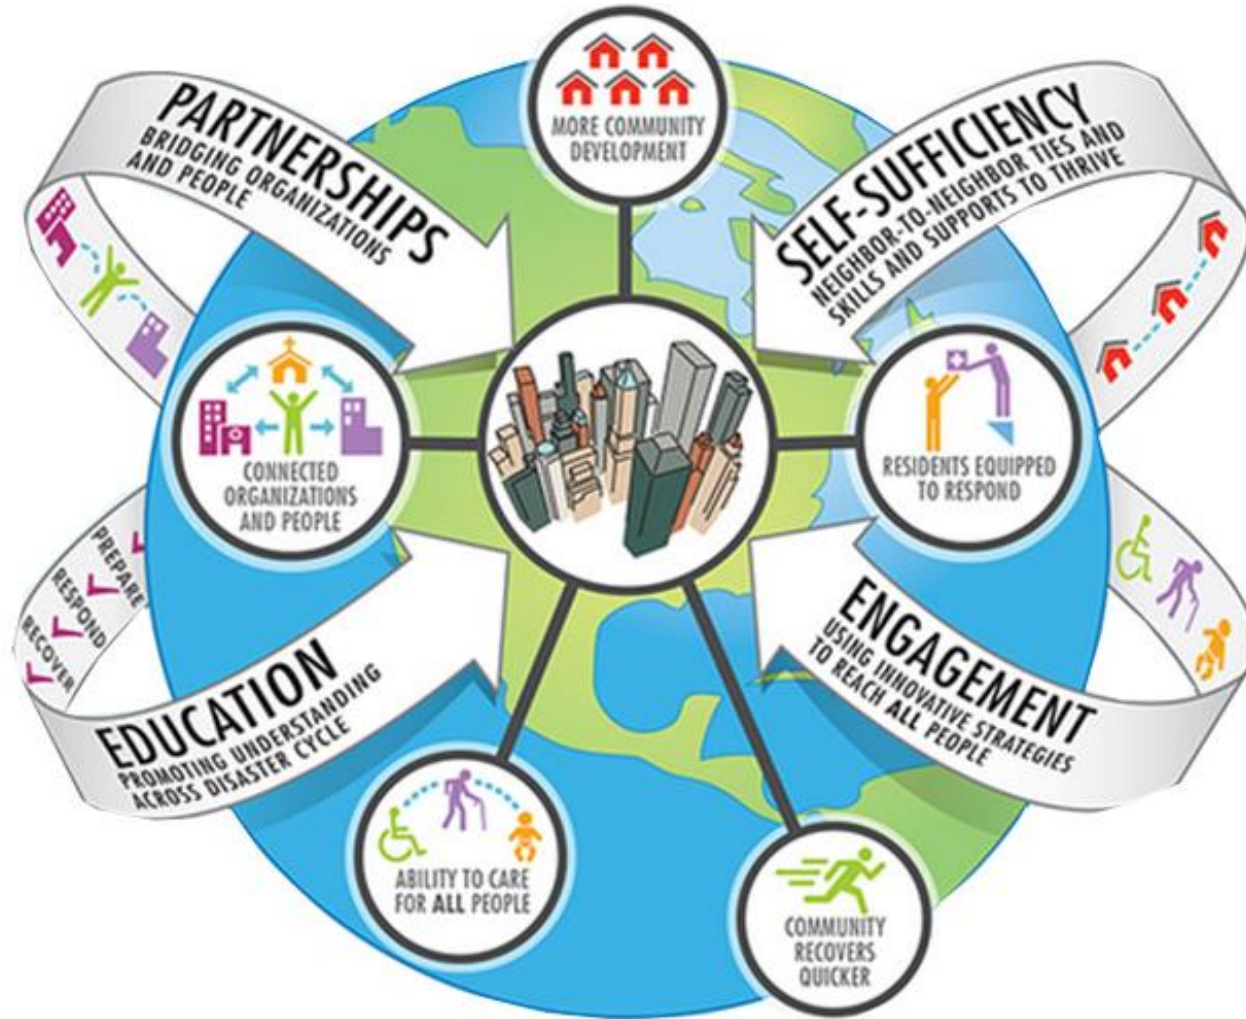 MORE COMMUNITY
DEVELOPMENT
PARTNERSHIPS
BRIDGING ORGANIZATIONS
AND PEOPLE
SELF-SUFFICIENCY
NEIGHBOR-TO-NEIGHBOR TIES AND
SKILLS AND SUPPORTS TO THRIVE
CONNECTED
ORGANIZATIONS
AND PEOPLE
RESIDENTS EQUIPPED
TO RESPOND
PREPARE
RESPOND
RECOVER
EDUCATION
PROMOTING UNDERSTANDING
ACROSS DISASTER CYCLE
ENGAGEMENT
USING INNOVATIVE STRATEGIES
TO REACH ALL PEOPLE
ABILITY TO CARE
FOR ALL PEOPLE
COMMUNITY
RECOVERS
QUICKER